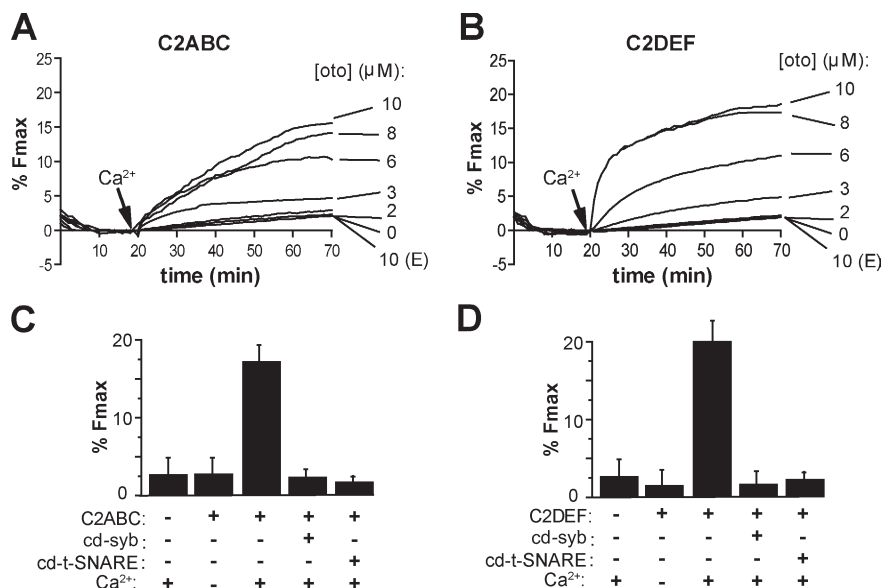 A
C2ABC
[oto] (µM):
% Fmax
25
20
15
10
5
0
-5
Ca²⁺
10 20 30 40 50 60 70
time (min)
10
8
6
3
2
0
10 (E)
B
C2DEF
[oto] (µM):
% Fmax
25
20
15
10
5
0
-5
Ca²⁺
10 20 30 40 50 60 70
time (min)
10
8
6
3
2
0
10 (E)
C
% Fmax
20
10
0
C2ABC: - + + + +
cd-syb : - - - + -
cd-t-SNARE: - - - - +
Ca²⁺: + - + + +
D
% Fmax
20
10
0
C2DEF: - + + + +
cd-syb: - - - + -
cd-t-SNARE: - - - - +
Ca²⁺: + - + + +